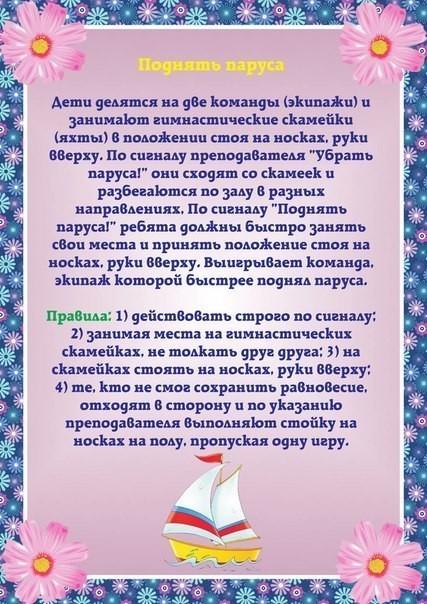 Поднять паруса
Дети делятся на две команды (экипажи) и
занимают гимнастические скамейки
(яхты) в положении стоя на носках, руки
вверху. По сигналу преподавателя "Убрать
паруса!" они сходят со скамеек и
разбегаются по залу в разных
направлениях. По сигналу "Поднять
паруса!" ребята должны быстро занять
свои места и принять положение стоя на
носках, руки вверху. Выигрывает команда,
экипаж которой быстрее поднял паруса.
Правила: 1) действовать строго по сигналу;
2) занимая места на гимнастических
скамейках, не толкать друг друга; 3) на
скамейках стоять на носках, руки вверху;
4) те, кто не смог сохранить равновесие,
отходят в сторону и по указанию
преподавателя выполняют стойку на
носках на полу, пропуская одну игру.